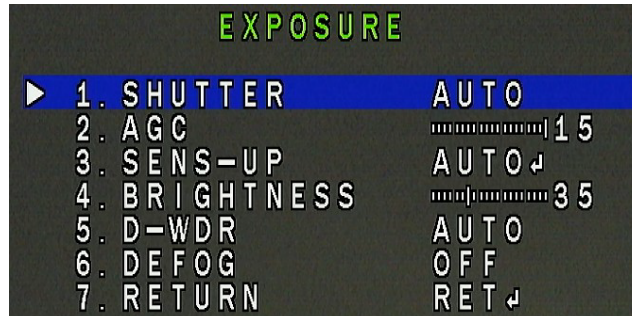 EXPOSURE
1. SHUTTER AUTO
2. AGC 15
3. SENS-UP AUTO↲
4. BRIGHTNESS 35
5. D-WDR AUTO
6. DEFOG OFF
7. RETURN RET↲